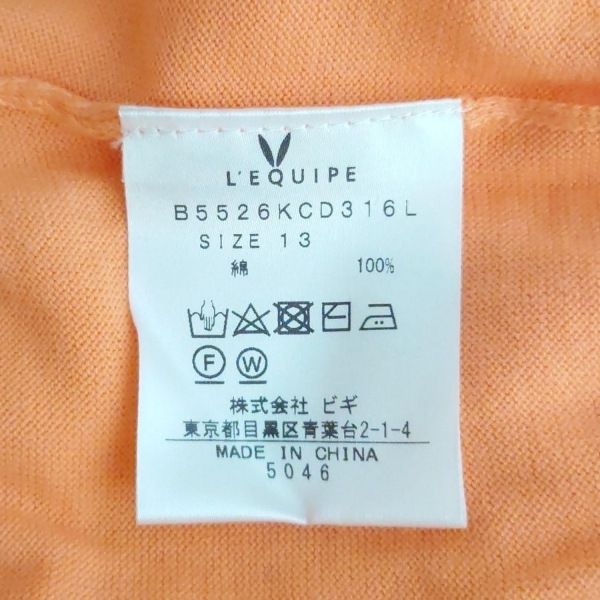 L'EQUIPE
B5526KCD316L
SIZE 13
綿 100%
F W
株式会社 ビギ
東京都目黒区青葉台2-1-4
MADE IN CHINA
5046